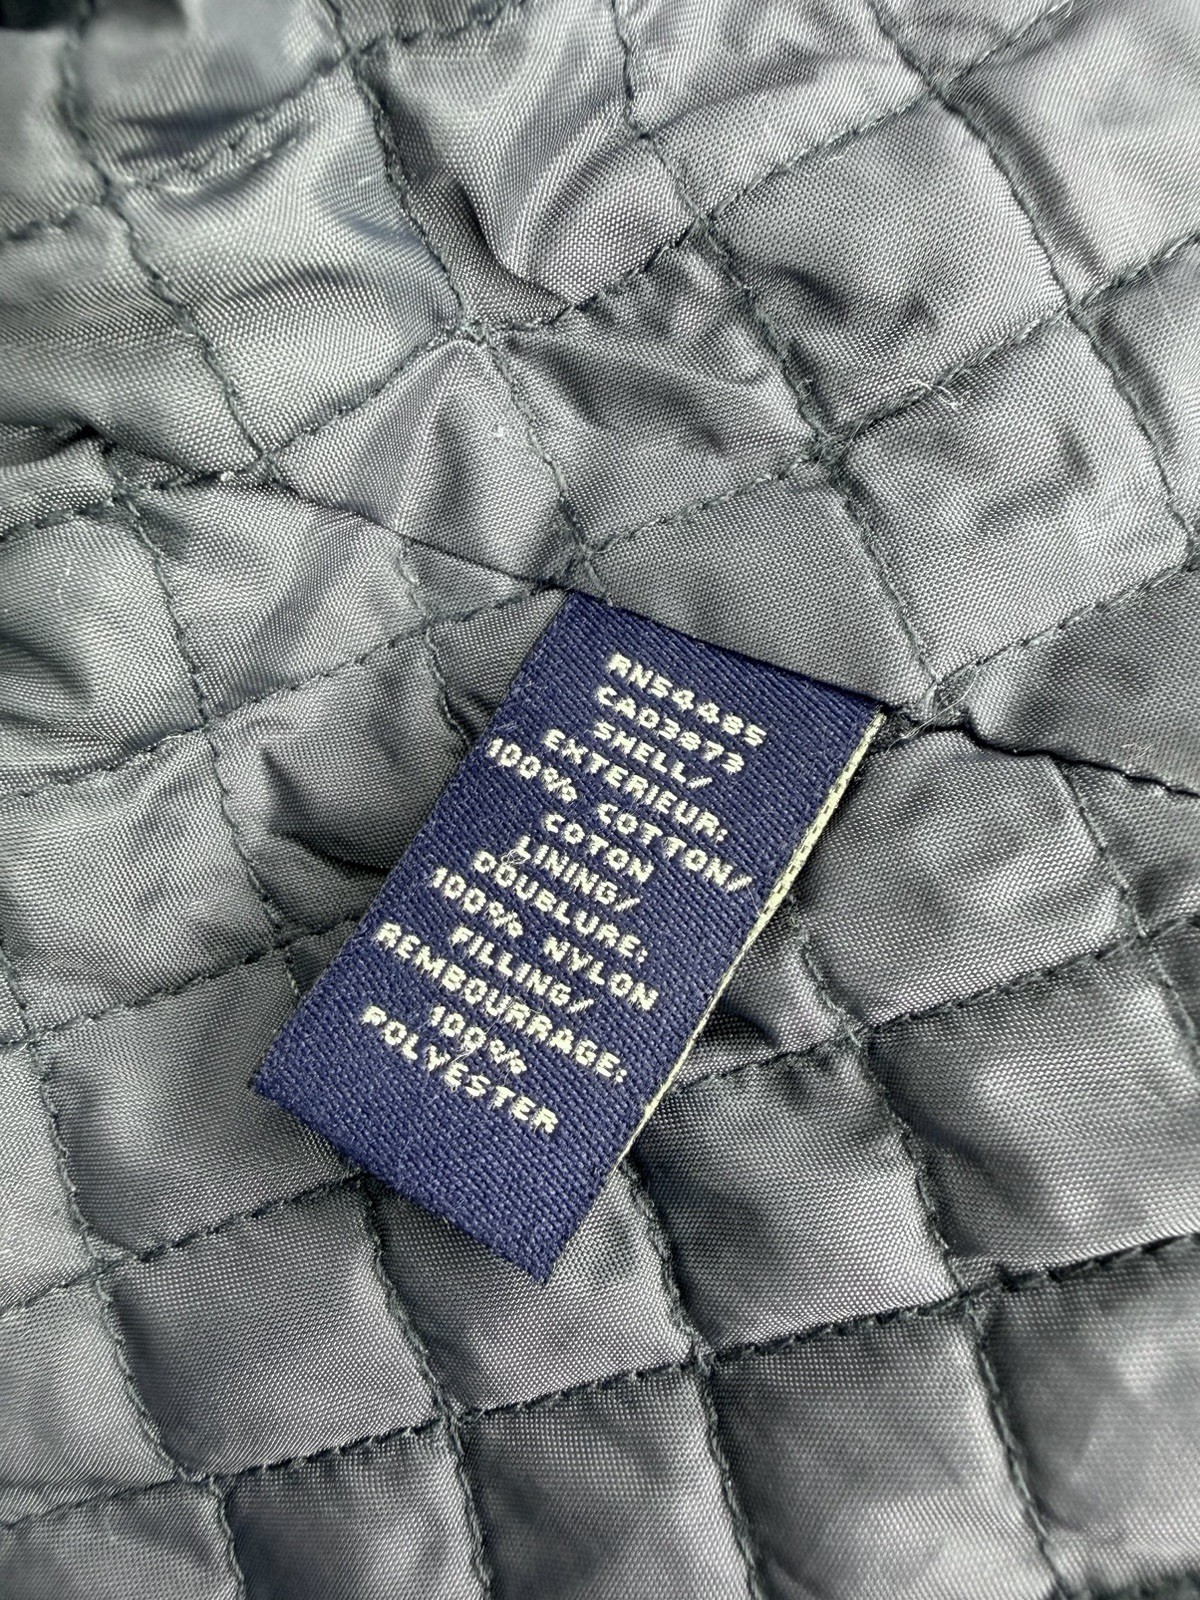 RN54485
CA03873
SHELL/
EXTERIEUR:
100% COTTON/
COTON
LINING/
DOUBLURE:
100% NYLON
FILLING/
REMBOURRAGE:
100%
POLYESTER